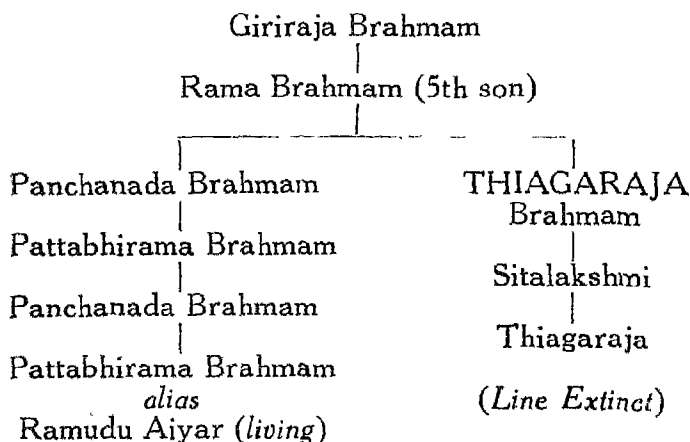 Giriraja Brahmam
Rama Brahmam (5th son)
Panchanada Brahmam
Pattabhirama Brahmam
Panchanada Brahmam
Pattabhirama Brahmam
alias
Ramudu Aiyar (living)
THIAGARAJA
Brahmam
Sitalakshmi
Thiagaraja
(Line Extinct)